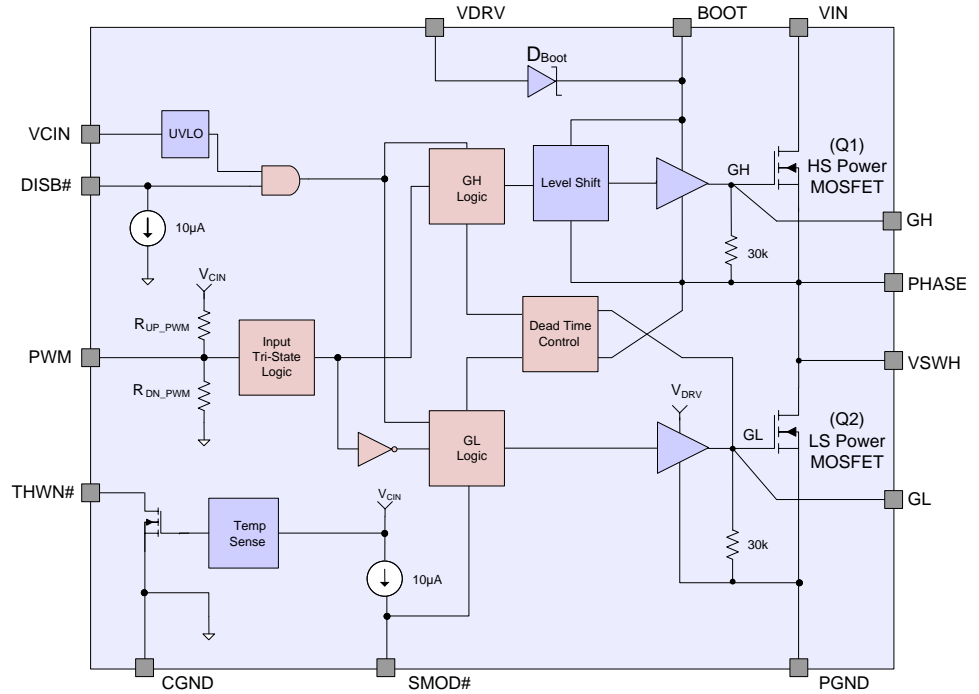 VDRV
BOOT
VIN
DBoot
VCIN
UVLO
(Q1)
HS Power
MOSFET
GH
DISB#
GH
Logic
Level Shift
10µA
GH
30k
VCIN
PHASE
RUP_PWM
Input
Tri-State
Logic
Dead Time
Control
PWM
VSWH
RDN_PWM
VDRV
(Q2)
LS Power
MOSFET
GL
GL
Logic
THWN#
VCIN
GL
Temp
Sense
30k
10µA
CGND
SMOD#
PGND